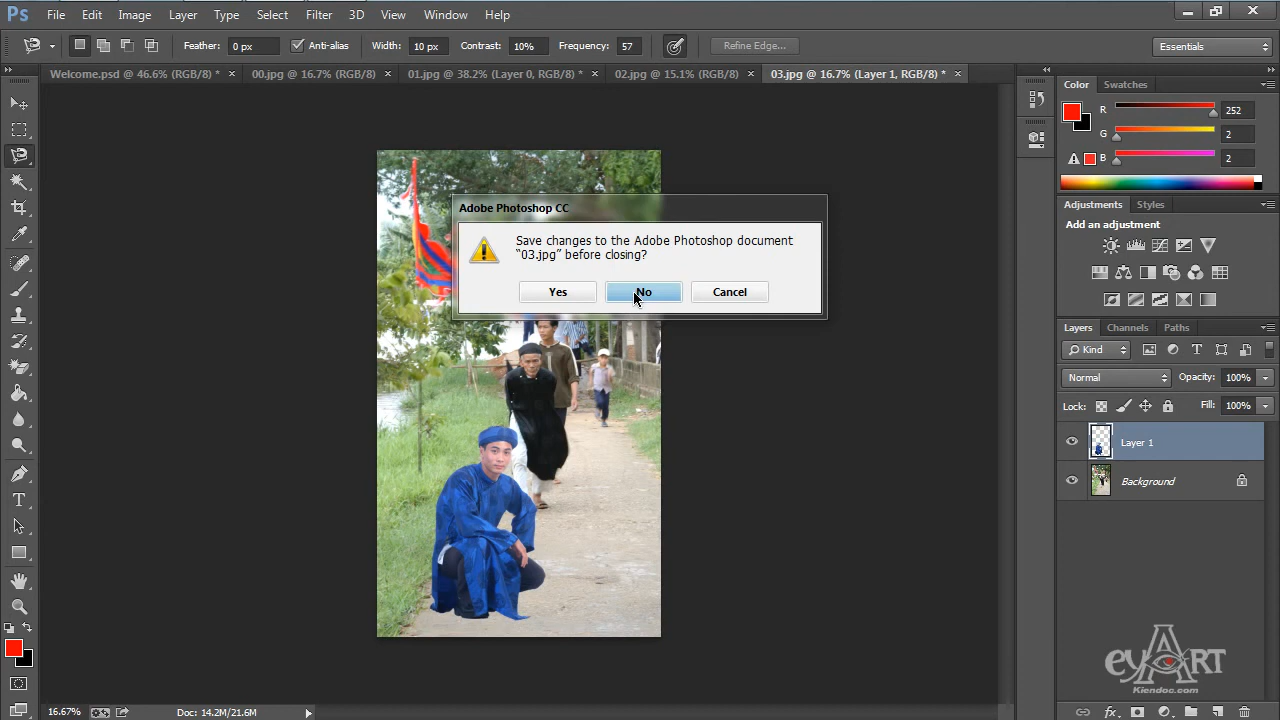 Ps File Edit Image Layer Type Select Filter 3D View Window Help
Feather: 0 px Anti-alias Width: 10 px Contrast: 10% Frequency: 57 Refine Edge... Essentials
Welcome.psd @ 46.6% (RGB/8) * 00.jpg @ 16.7% (RGB/8) 01.jpg @ 38.2% (Layer 0, RGB/8) * 02.jpg @ 15.1% (RGB/8) 03.jpg @ 16.7% (Layer 1, RGB/8) *
Color Swatches
R 252
G 2
B 2
Adjustments Styles
Add an adjustment
Adobe Photoshop CC
Save changes to the Adobe Photoshop document
“03.jpg” before closing?
Yes No Cancel
Layers Channels Paths
Kind
Normal Opacity: 100%
Lock: Fill: 100%
Layer 1
Background
eyART
Kiendoc.com
16.67% Doc: 14.2M/21.6M